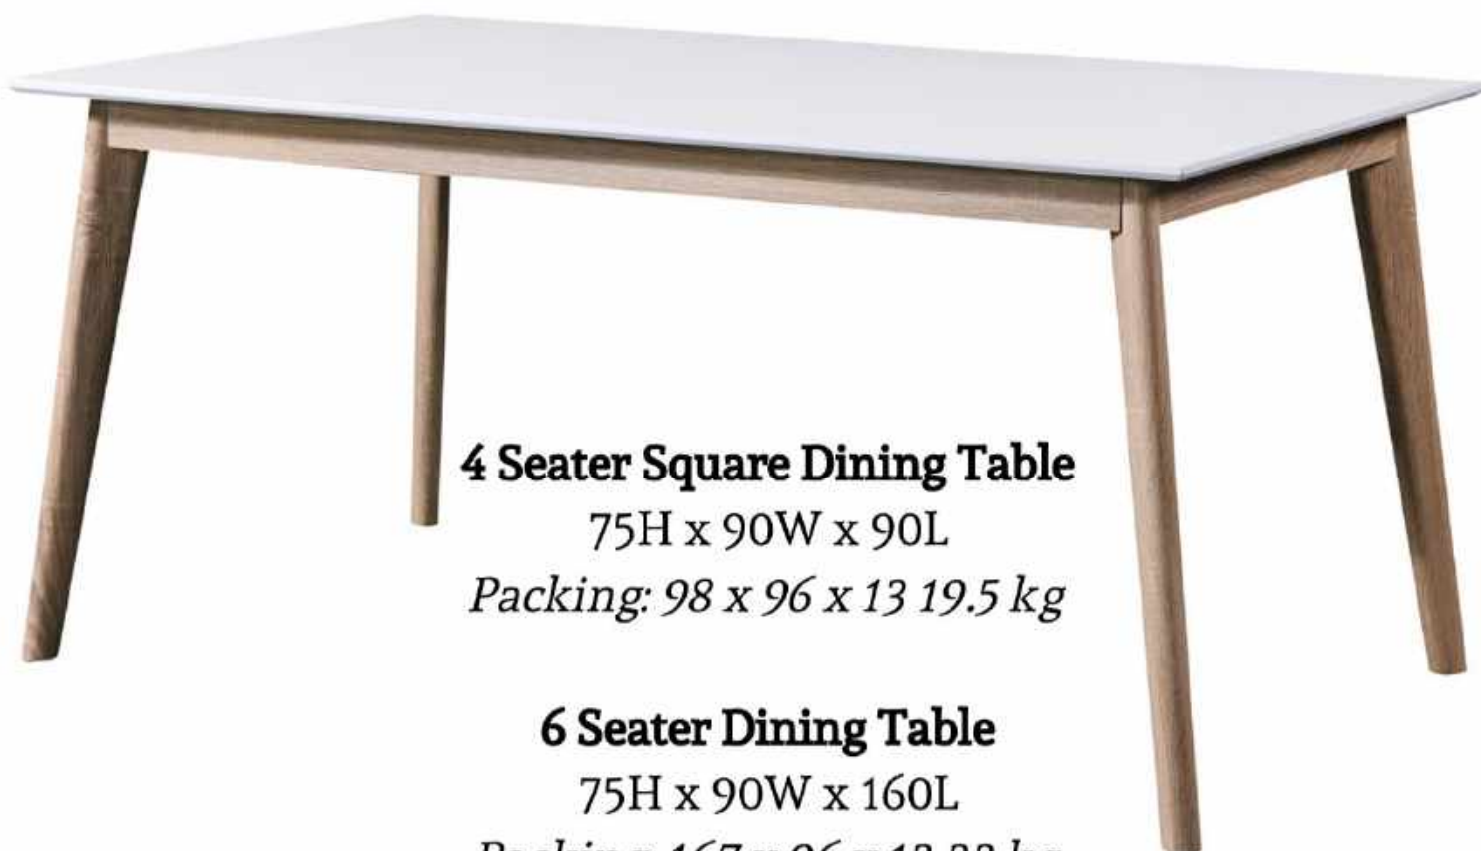 4 Seater Square Dining Table
75H x 90W x 90L
Packing: 98 x 96 x 13 19.5 kg
6 Seater Dining Table
75H x 90W x 160L